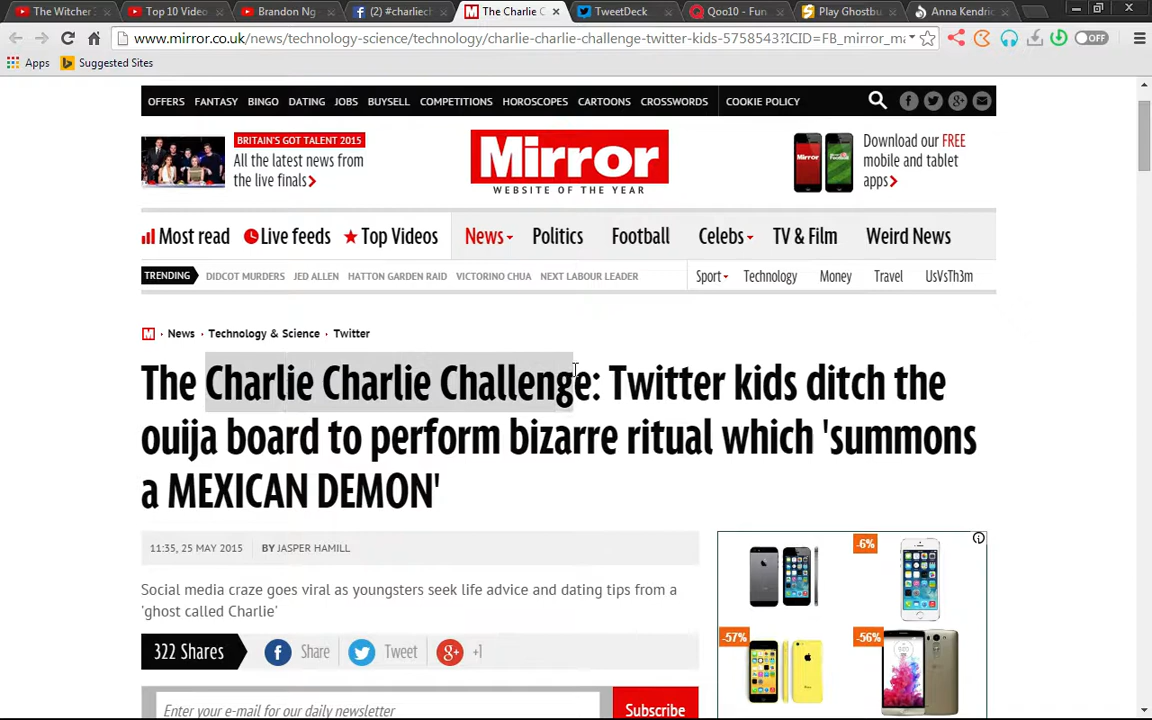 The Witcher
Top 10 Video
Brandon Ng
(2) #charliech
The Charlie C
TweetDeck
Qoo10 - Fun
Play Ghostbu
Anna Kendric
www.mirror.co.uk/news/technology-science/technology/charlie-charlie-challenge-twitter-kids-5758543?ICID=FB_mirror_ma
OFF
Apps
Suggested Sites
OFFERS FANTASY BINGO DATING JOBS BUYSELL COMPETITIONS HOROSCOPES CARTOONS CROSSWORDS COOKIE POLICY
BRITAIN'S GOT TALENT 2015
All the latest news from
the live finals
Mirror
WEBSITE OF THE YEAR
Download our FREE
mobile and tablet
apps
Most read Live feeds Top Videos News Politics Football Celebs TV & Film Weird News
TRENDING DIDCOT MURDERS JED ALLEN HATTON GARDEN RAID VICTORINO CHUA NEXT LABOUR LEADER Sport Technology Money Travel UsVsTh3m
M · News · Technology & Science · Twitter
The Charlie Charlie Challenge: Twitter kids ditch the
ouija board to perform bizarre ritual which 'summons
a MEXICAN DEMON'
11:35, 25 MAY 2015 BY JASPER HAMILL
Social media craze goes viral as youngsters seek life advice and dating tips from a
'ghost called Charlie'
322 Shares Share Tweet +1
Enter your e-mail for our daily newsletter Subscribe
-6%
-57%
-56%